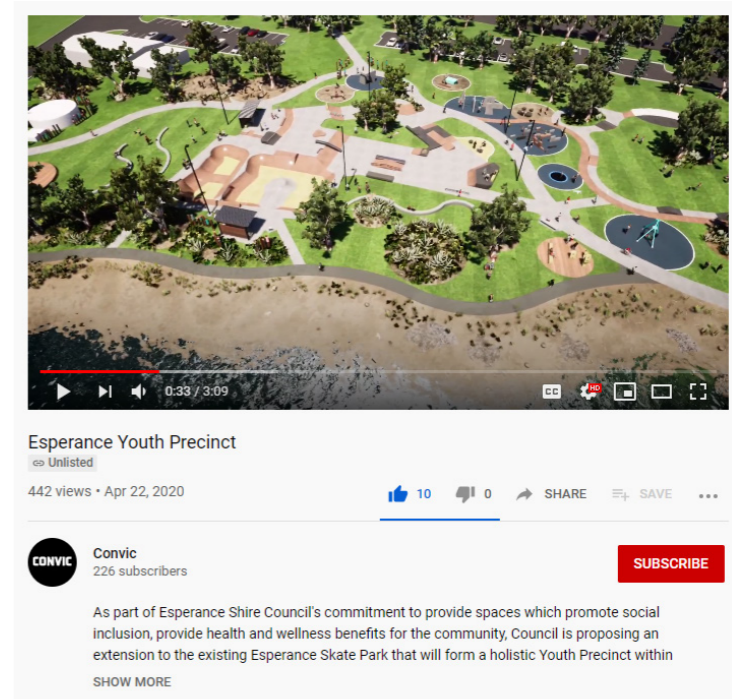 0:33 / 3:09
CC
HD
Esperance Youth Precinct
Unlisted
442 views • Apr 22, 2020
10
0
SHARE
SAVE
CONVIC
Convic
226 subscribers
SUBSCRIBE
As part of Esperance Shire Council's commitment to provide spaces which promote social
inclusion, provide health and wellness benefits for the community, Council is proposing an
extension to the existing Esperance Skate Park that will form a holistic Youth Precinct within
SHOW MORE